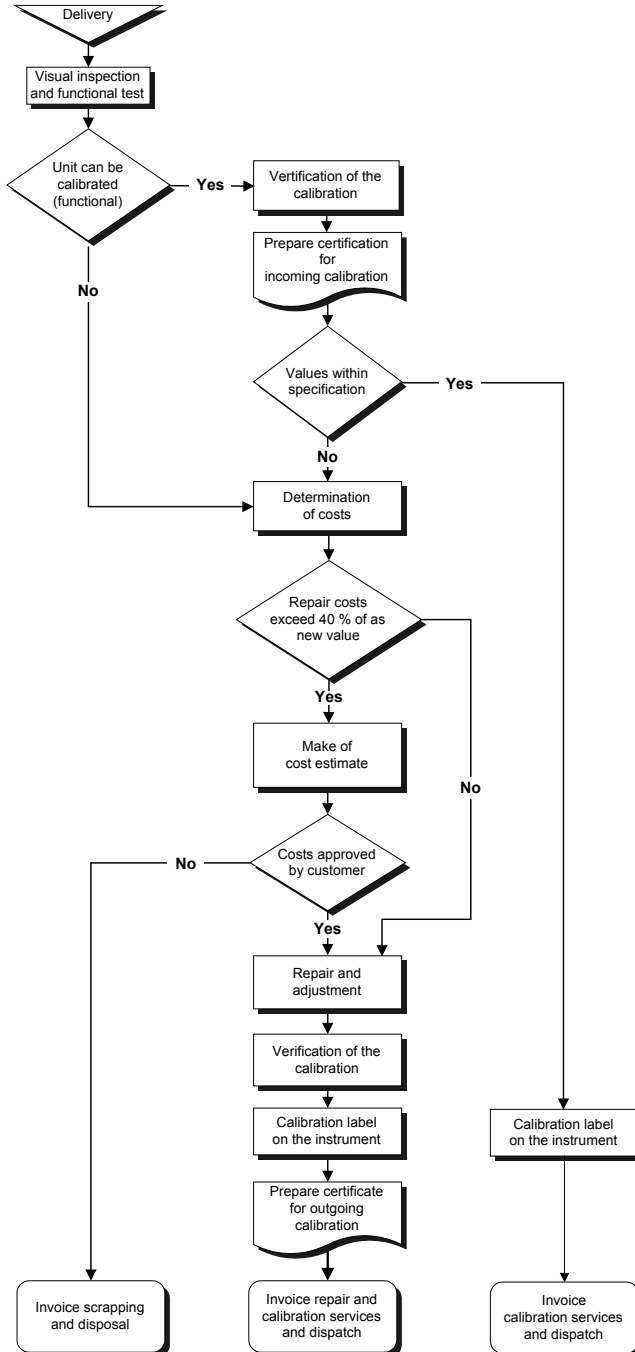 Delivery
Visual inspection
and functional test
Unit can be
calibrated
(functional)
Yes
Vertification of the
calibration
Prepare certification
for
incoming calibration
No
Values within
specification
Yes
No
Determination
of costs
Repair costs
exceed 40 % of as
new value
Yes
Make of
cost estimate
No
Costs approved
by customer
No
Yes
Repair and
adjustment
Verification of the
calibration
Calibration label
on the instrument
Calibration label
on the instrument
Prepare certificate
for outgoing
calibration
Invoice scrapping
and disposal
Invoice repair and
calibration services
and dispatch
Invoice
calibration services
and dispatch